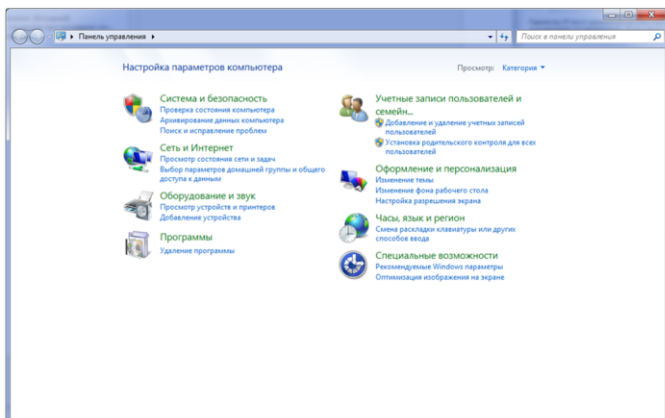 Панель управления
Поиск в панели управления
Настройка параметров компьютера
Просмотр: Категория
Система и безопасность
Проверка состояния компьютера
Архивирование данных компьютера
Поиск и исправление проблем
Сеть и Интернет
Просмотр состояния сети и задач
Выбор параметров домашней группы и общего
доступа к данным
Оборудование и звук
Просмотр устройств и принтеров
Добавление устройства
Программы
Удаление программы
Учетные записи пользователей и
семейн...
Добавление и удаление учетных записей
пользователей
Установка родительского контроля для всех
пользователей
Оформление и персонализация
Изменение темы
Изменение фона рабочего стола
Настройка разрешения экрана
Часы, язык и регион
Смена раскладки клавиатуры или других
способов ввода
Специальные возможности
Рекомендуемые Windows параметры
Оптимизация изображения на экране